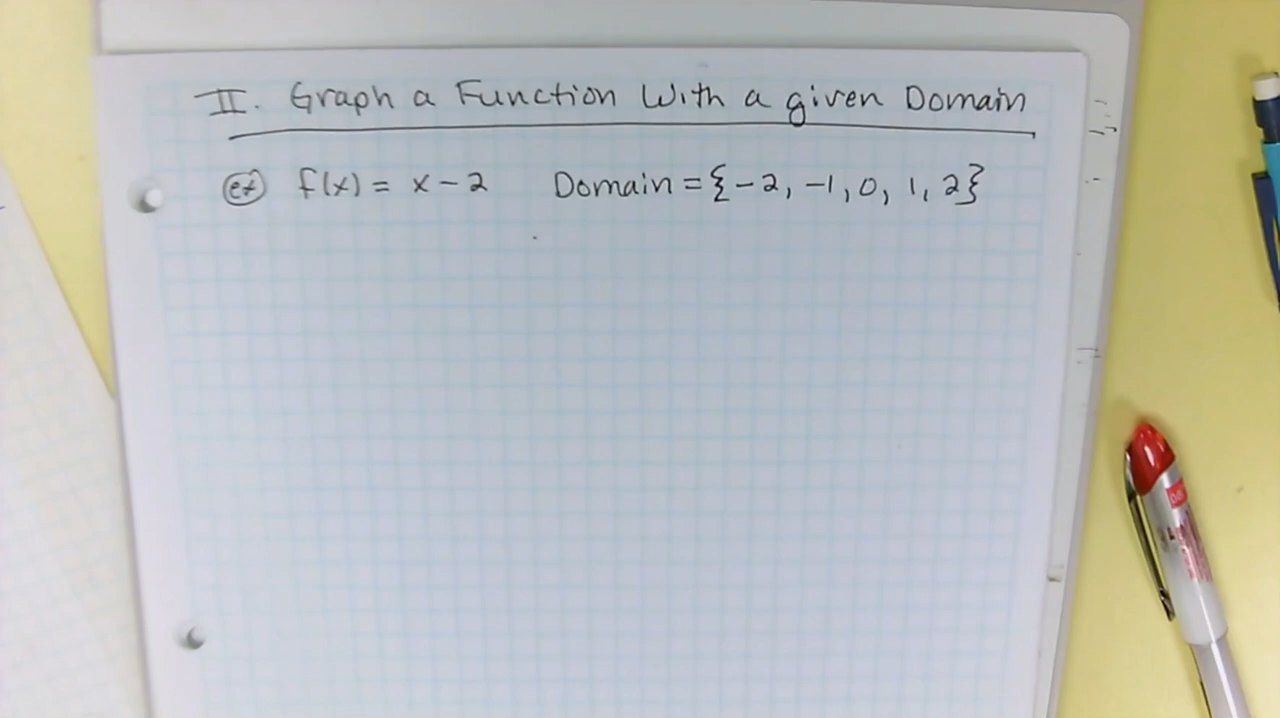 II. Graph a Function With a given Domain
ex f(x) = x - 2 Domain = {-2, -1, 0, 1, 2}